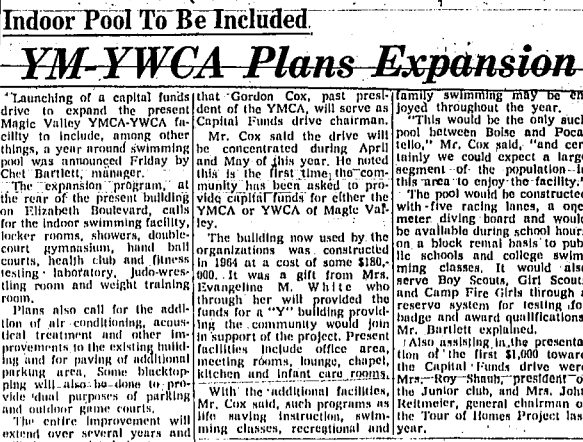 Indoor Pool To Be Included
YM-YWCA Plans Expansion
"Launching of a capital funds
drive to expand the present
Magic Valley YMCA-YWCA fa-
cility to include, among other
things, a year around swimming
pool was announced Friday by
Chet Bartlett, manager.
The expansion program, at
the rear of the present building
on Elizabeth Boulevard, calls
for the indoor swimming facility,
locker rooms, showers, double-
court gymnasium, hand ball
courts, health club and fitness
testing laboratory, judo-wres-
tling room and weight training
room.
Plans also call for the addi-
tion of air conditioning, acous-
tical treatment and other im-
provements to the existing build-
ing and for paving of additional
parking area. Some blacktop-
ping will also be done to pro-
vide dual purposes of parking
and outdoor game courts.
The entire improvement will
extend over several years and
that Gordon Cox, past presi-
dent of the YMCA, will serve as
Capital Funds drive chairman.
Mr. Cox said the drive will
be concentrated during April
and May of this year. He noted
this is the first time the com-
munity has been asked to pro-
vide capital funds for either the
YMCA or YWCA of Magic Val-
ley.
The building now used by the
organizations was constructed
in 1964 at a cost of some $180,-
000. It was a gift from Mrs.
Evangeline M. White who
through her will provided the
funds for a "Y" building provid-
ing the community would join
in support of the project. Present
facilities include office area,
meeting rooms, lounge, chapel,
kitchen and infant care rooms.
With the additional facilities,
Mr. Cox said, such programs as
life saving instruction, swim-
ming classes, recreational and
family swimming may be en
joyed throughout the year.
"This would be the only such
pool between Boise and Poca
tello," Mr. Cox said, "and cer
tainly we could expect a large
segment of the population i
this area to enjoy the facility."
The pool would be constructe
with five racing lanes, a one
meter diving board and would
be available during school hour
on a block rental basis to pub
lic schools and college swim
ming classes. It would als
serve Boy Scouts, Girl Scout
and Camp Fire Girls through
reserve system for testing fo
badge and award qualifications
Mr. Bartlett explained.
Also assisting in the presenta
tion of the first $1,000 toward
the Capital Funds drive were
Mrs. Roy Shaub, president o
the Junior club, and Mrs. John
Reitmeier, general chairman o
the Tour of Homes Project las
year.